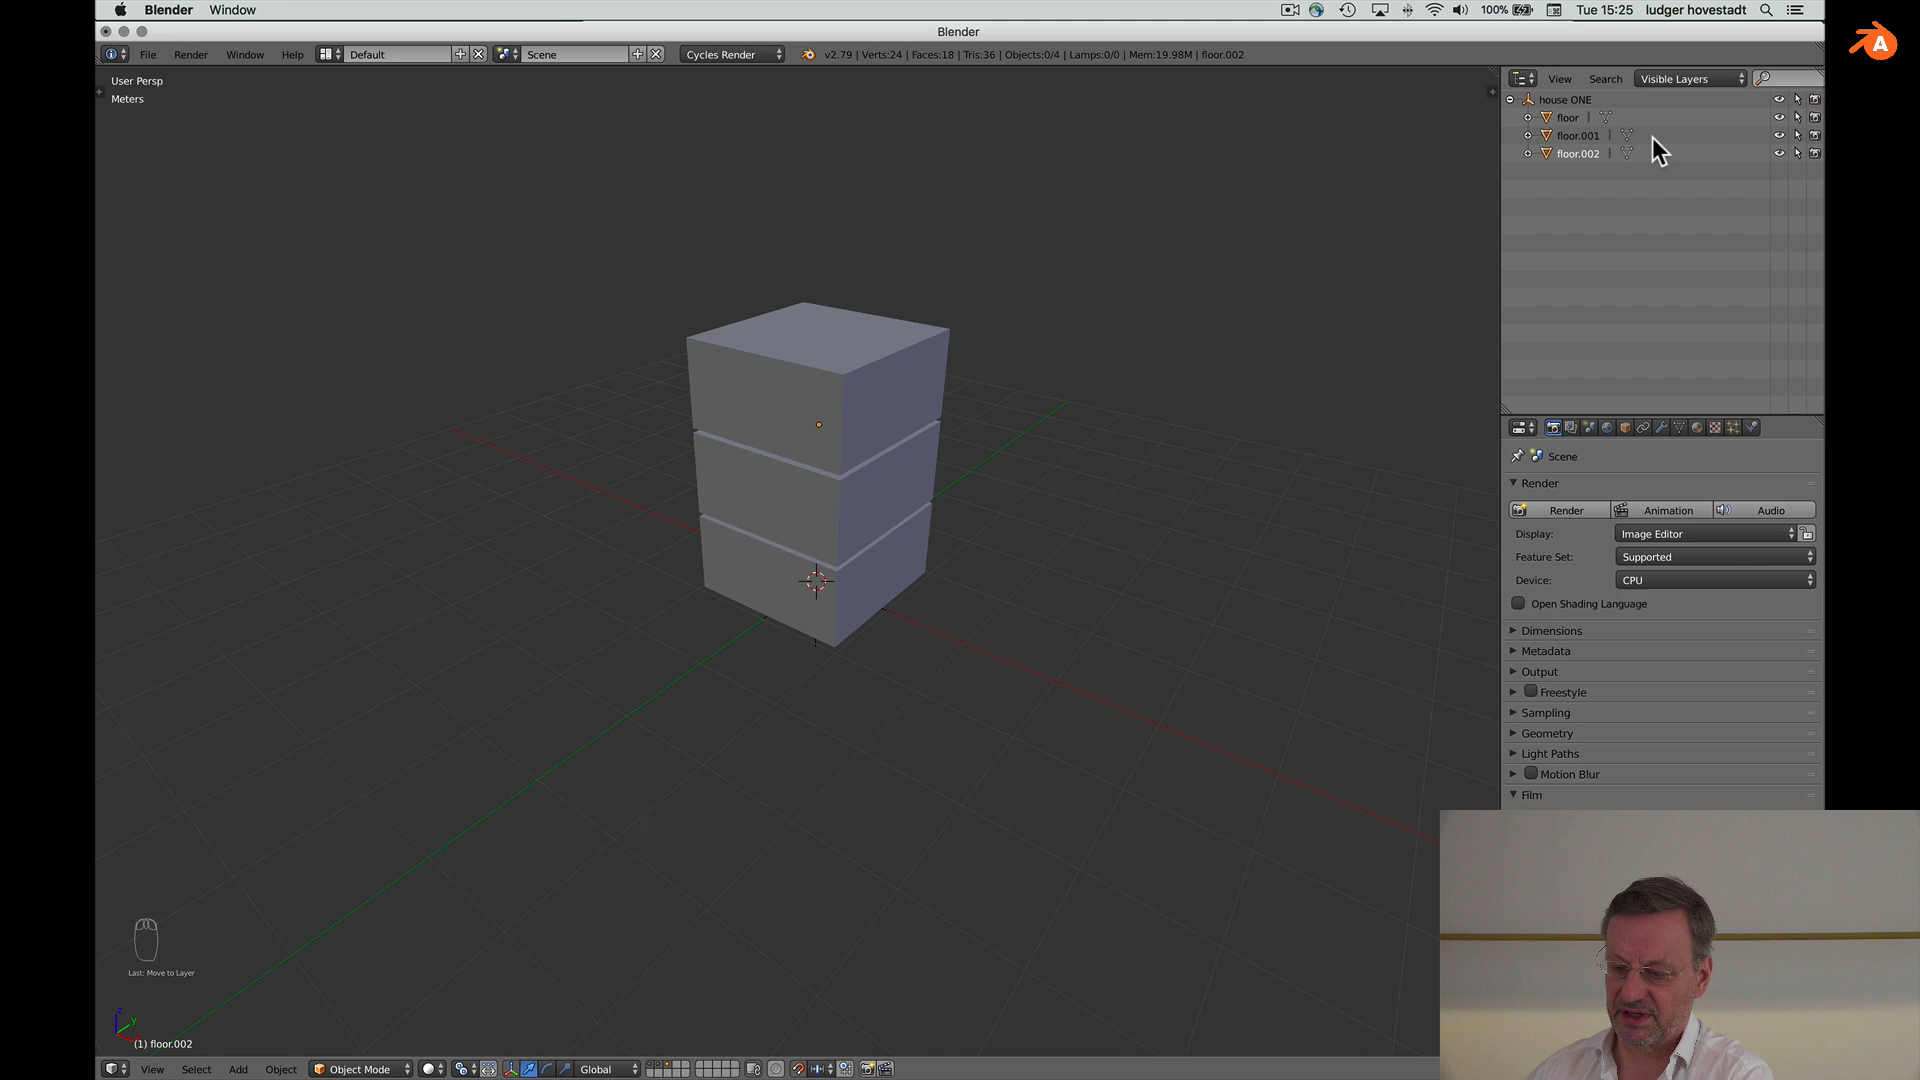 Blender Window 100% Tue 15:25 ludger hovestadt
Blender
File Render Window Help Default Scene Cycles Render v2.79 | Verts:24 | Faces:18 | Tris:36 | Objects:0/4 | Lamps:0/0 | Mem:19.98M | floor.002
User Persp
Meters
View Search Visible Layers
house ONE
floor
floor.001
floor.002
Scene
Render
Render Animation Audio
Display: Image Editor
Feature Set: Supported
Device: CPU
Open Shading Language
Dimensions
Metadata
Output
Freestyle
Sampling
Geometry
Light Paths
Motion Blur
Film
Last: Move to Layer
z
y
(1) floor.002
View Select Add Object Object Mode Global
A